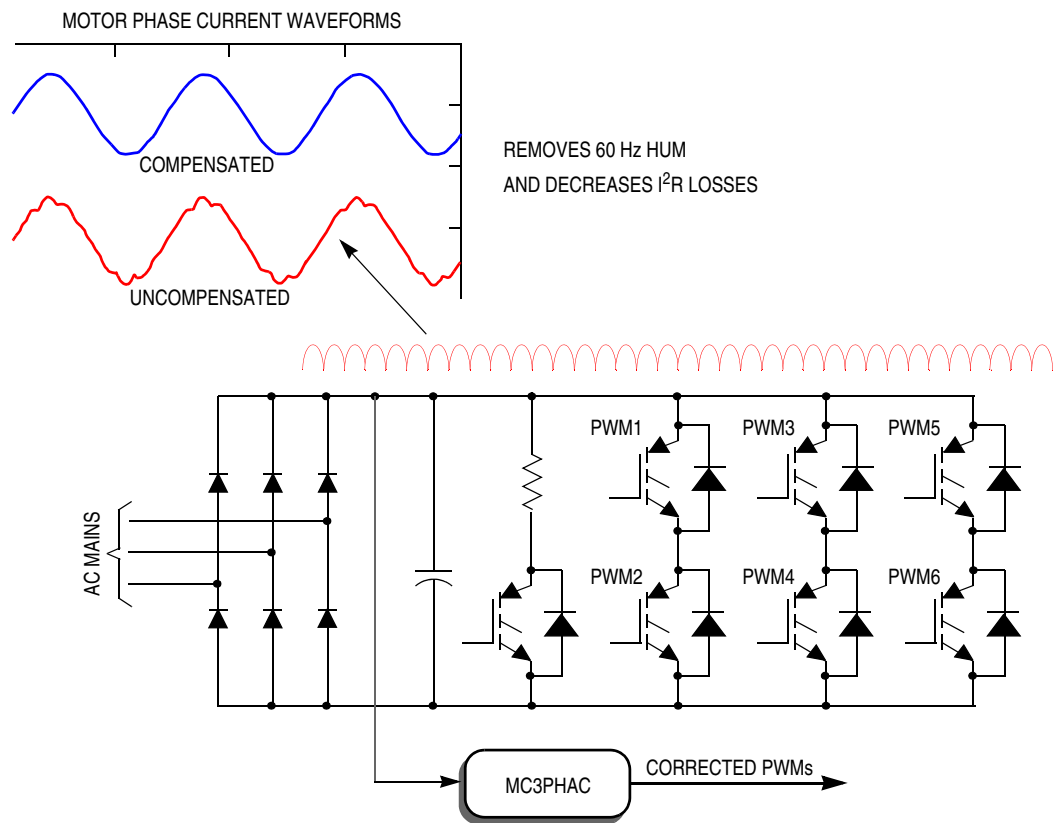 MOTOR PHASE CURRENT WAVEFORMS
COMPENSATED
REMOVES 60 Hz HUM
AND DECREASES I²R LOSSES
UNCOMPENSATED
PWM1
PWM3
PWM5
AC MAINS
PWM2
PWM4
PWM6
MC3PHAC
CORRECTED PWMs